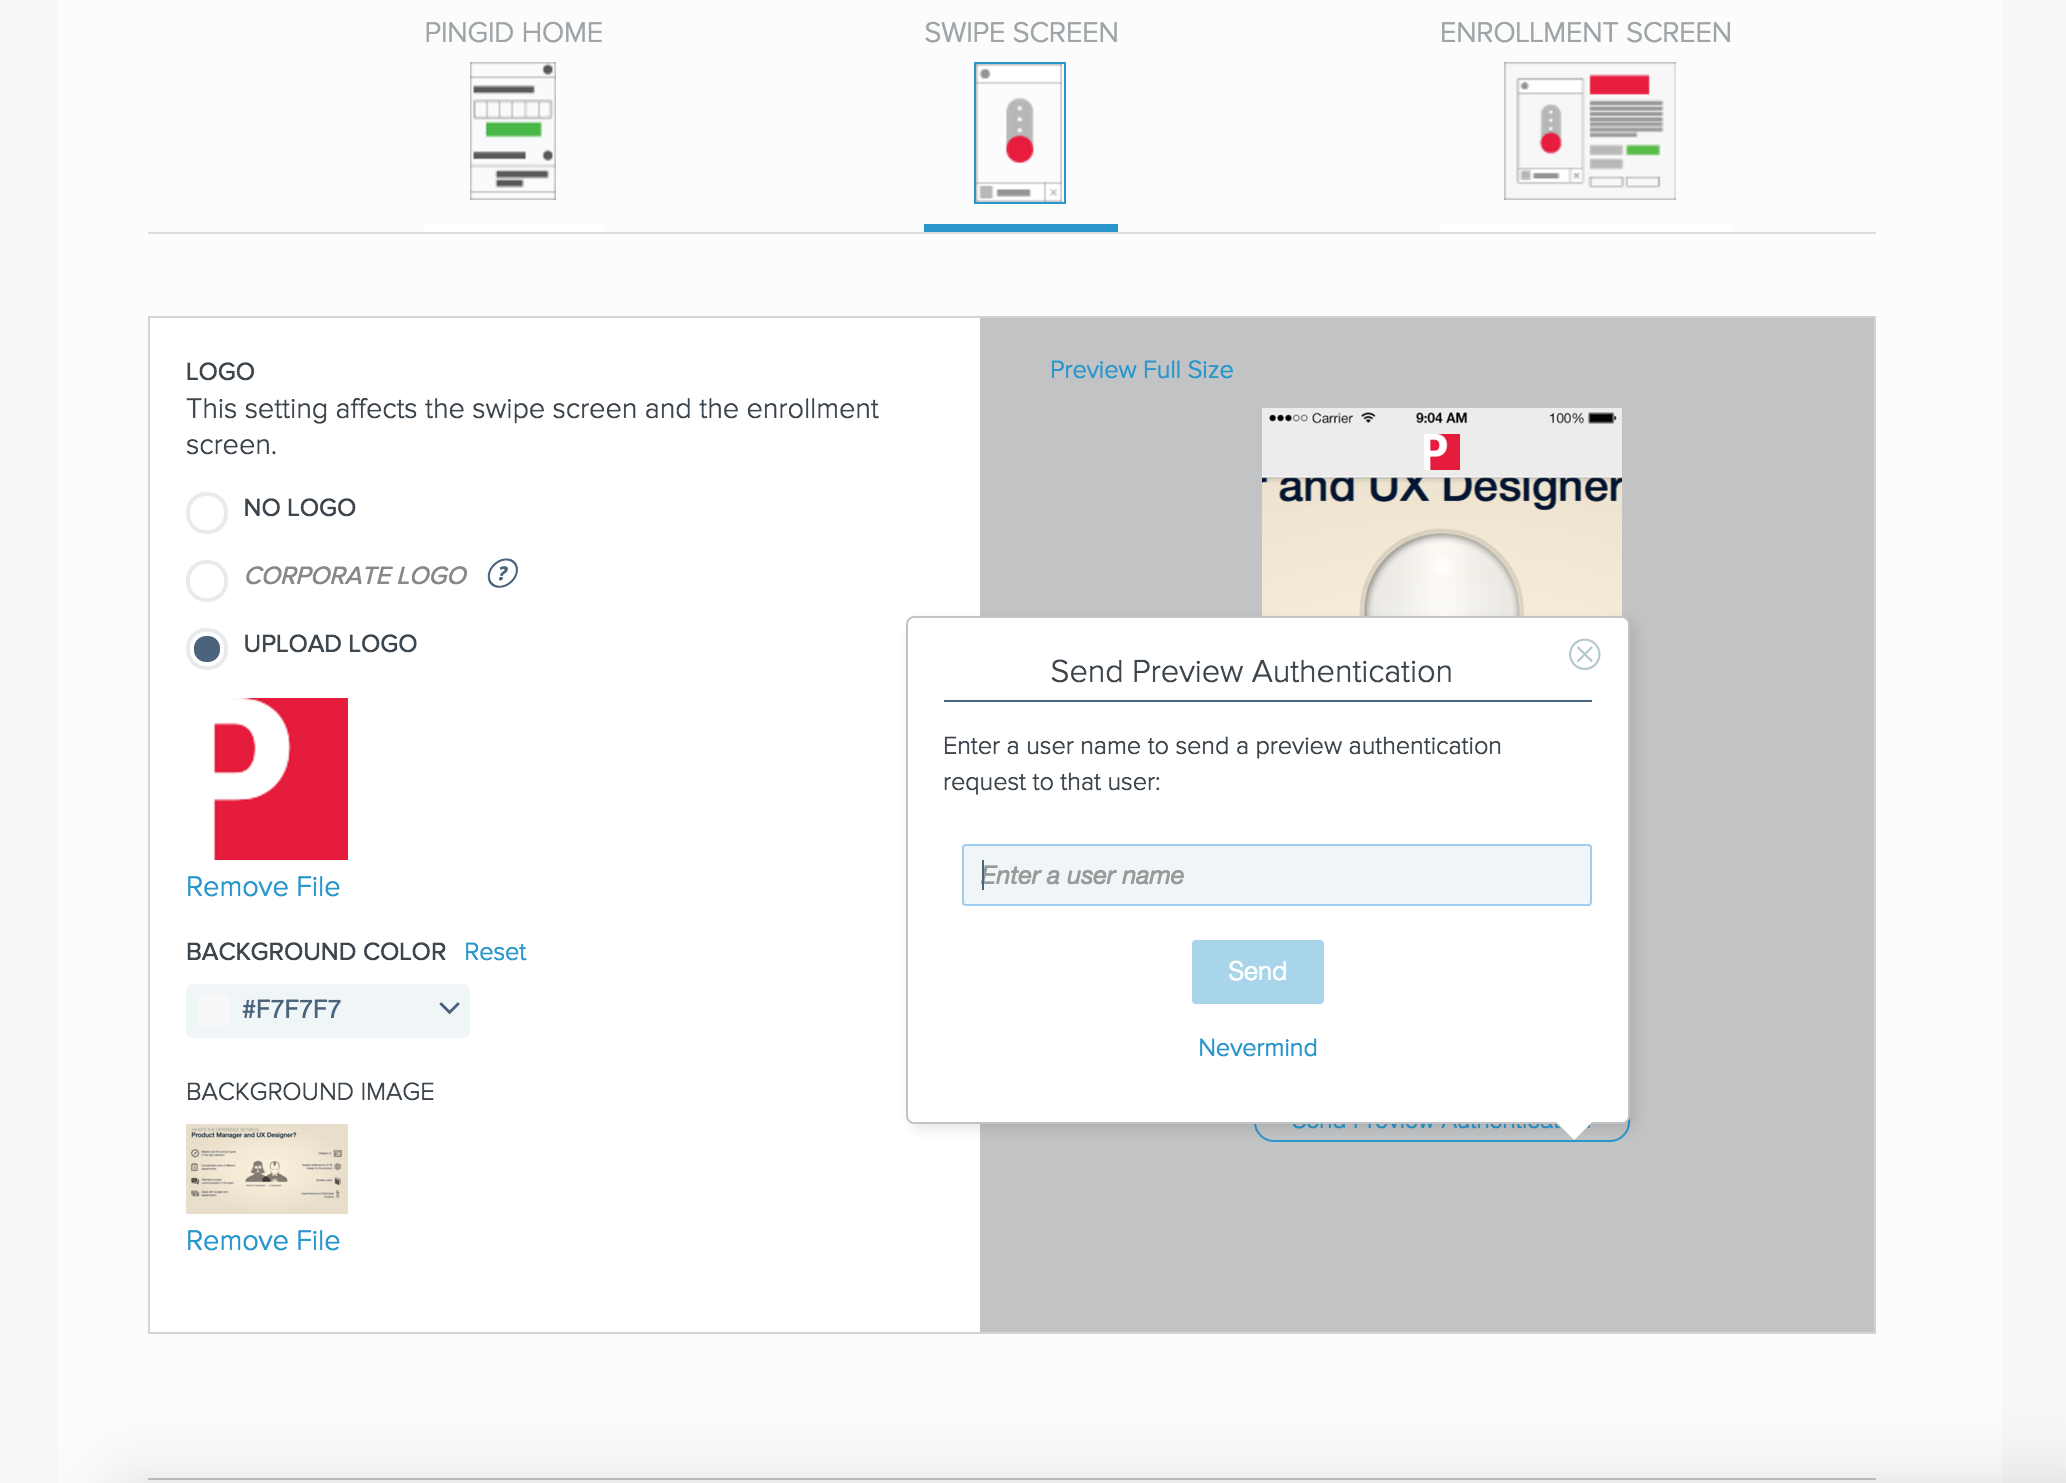 PINGID HOME
SWIPE SCREEN
ENROLLMENT SCREEN
LOGO
This setting affects the swipe screen and the enrollment
screen.
NO LOGO
CORPORATE LOGO ?
UPLOAD LOGO
P
Remove File
BACKGROUND COLOR Reset
#F7F7F7
BACKGROUND IMAGE
Product Manager and UX Designer?
Remove File
Preview Full Size
Carrier 9:04 AM 100%
P
r and UX Designer
Send Preview Authentication
Enter a user name to send a preview authentication
request to that user:
Enter a user name
Send
Nevermind
Send Preview Authenticati